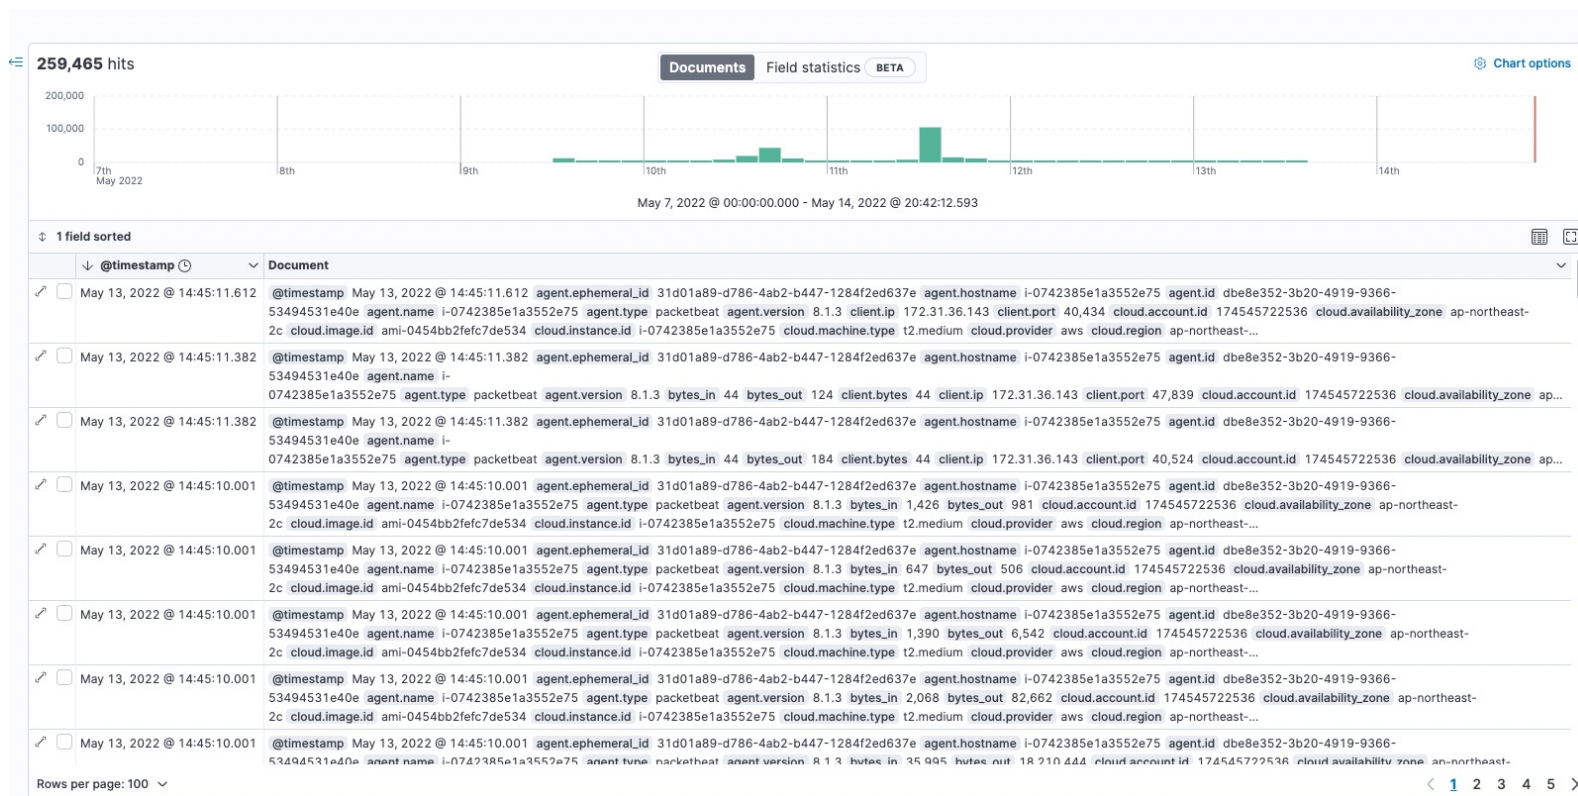 259,465 hits
Documents Field statistics BETA
Chart options
200,000
100,000
0
7th 8th 9th 10th 11th 12th 13th 14th
May 2022
May 7, 2022 @ 00:00:00.000 - May 14, 2022 @ 20:42:12.593
1 field sorted
@timestamp Document
May 13, 2022 @ 14:45:11.612 @timestamp May 13, 2022 @ 14:45:11.612 agent.ephemeral_id 31d01a89-d786-4ab2-b447-1284f2ed637e agent.hostname i-0742385e1a3552e75 agent.id dbe8e352-3b20-4919-9366-
53494531e40e agent.name i-0742385e1a3552e75 agent.type packetbeat agent.version 8.1.3 client.ip 172.31.36.143 client.port 40,434 cloud.account.id 174545722536 cloud.availability_zone ap-northeast-
2c cloud.image.id ami-0454bb2fefc7de534 cloud.instance.id i-0742385e1a3552e75 cloud.machine.type t2.medium cloud.provider aws cloud.region ap-northeast-...
May 13, 2022 @ 14:45:11.382 @timestamp May 13, 2022 @ 14:45:11.382 agent.ephemeral_id 31d01a89-d786-4ab2-b447-1284f2ed637e agent.hostname i-0742385e1a3552e75 agent.id dbe8e352-3b20-4919-9366-
53494531e40e agent.name i-
0742385e1a3552e75 agent.type packetbeat agent.version 8.1.3 bytes_in 44 bytes_out 124 client.bytes 44 client.ip 172.31.36.143 client.port 47,839 cloud.account.id 174545722536 cloud.availability_zone ap...
May 13, 2022 @ 14:45:11.382 @timestamp May 13, 2022 @ 14:45:11.382 agent.ephemeral_id 31d01a89-d786-4ab2-b447-1284f2ed637e agent.hostname i-0742385e1a3552e75 agent.id dbe8e352-3b20-4919-9366-
53494531e40e agent.name i-
0742385e1a3552e75 agent.type packetbeat agent.version 8.1.3 bytes_in 44 bytes_out 184 client.bytes 44 client.ip 172.31.36.143 client.port 40,524 cloud.account.id 174545722536 cloud.availability_zone ap...
May 13, 2022 @ 14:45:10.001 @timestamp May 13, 2022 @ 14:45:10.001 agent.ephemeral_id 31d01a89-d786-4ab2-b447-1284f2ed637e agent.hostname i-0742385e1a3552e75 agent.id dbe8e352-3b20-4919-9366-
53494531e40e agent.name i-0742385e1a3552e75 agent.type packetbeat agent.version 8.1.3 bytes_in 1,426 bytes_out 981 cloud.account.id 174545722536 cloud.availability_zone ap-northeast-
2c cloud.image.id ami-0454bb2fefc7de534 cloud.instance.id i-0742385e1a3552e75 cloud.machine.type t2.medium cloud.provider aws cloud.region ap-northeast-...
May 13, 2022 @ 14:45:10.001 @timestamp May 13, 2022 @ 14:45:10.001 agent.ephemeral_id 31d01a89-d786-4ab2-b447-1284f2ed637e agent.hostname i-0742385e1a3552e75 agent.id dbe8e352-3b20-4919-9366-
53494531e40e agent.name i-0742385e1a3552e75 agent.type packetbeat agent.version 8.1.3 bytes_in 647 bytes_out 506 cloud.account.id 174545722536 cloud.availability_zone ap-northeast-
2c cloud.image.id ami-0454bb2fefc7de534 cloud.instance.id i-0742385e1a3552e75 cloud.machine.type t2.medium cloud.provider aws cloud.region ap-northeast-...
May 13, 2022 @ 14:45:10.001 @timestamp May 13, 2022 @ 14:45:10.001 agent.ephemeral_id 31d01a89-d786-4ab2-b447-1284f2ed637e agent.hostname i-0742385e1a3552e75 agent.id dbe8e352-3b20-4919-9366-
53494531e40e agent.name i-0742385e1a3552e75 agent.type packetbeat agent.version 8.1.3 bytes_in 1,390 bytes_out 6,542 cloud.account.id 174545722536 cloud.availability_zone ap-northeast-
2c cloud.image.id ami-0454bb2fefc7de534 cloud.instance.id i-0742385e1a3552e75 cloud.machine.type t2.medium cloud.provider aws cloud.region ap-northeast-...
May 13, 2022 @ 14:45:10.001 @timestamp May 13, 2022 @ 14:45:10.001 agent.ephemeral_id 31d01a89-d786-4ab2-b447-1284f2ed637e agent.hostname i-0742385e1a3552e75 agent.id dbe8e352-3b20-4919-9366-
53494531e40e agent.name i-0742385e1a3552e75 agent.type packetbeat agent.version 8.1.3 bytes_in 2,068 bytes_out 82,662 cloud.account.id 174545722536 cloud.availability_zone ap-northeast-
2c cloud.image.id ami-0454bb2fefc7de534 cloud.instance.id i-0742385e1a3552e75 cloud.machine.type t2.medium cloud.provider aws cloud.region ap-northeast-...
May 13, 2022 @ 14:45:10.001 @timestamp May 13, 2022 @ 14:45:10.001 agent.ephemeral_id 31d01a89-d786-4ab2-b447-1284f2ed637e agent.hostname i-0742385e1a3552e75 agent.id dbe8e352-3b20-4919-9366-
53494531e40e agent.name i-0742385e1a3552e75 agent.type packetbeat agent.version 8.1.3 bytes_in 35,995 bytes_out 18,210,444 cloud.account.id 174545722536 cloud.availability_zone ap-northeast-
Rows per page: 100 1 2 3 4 5